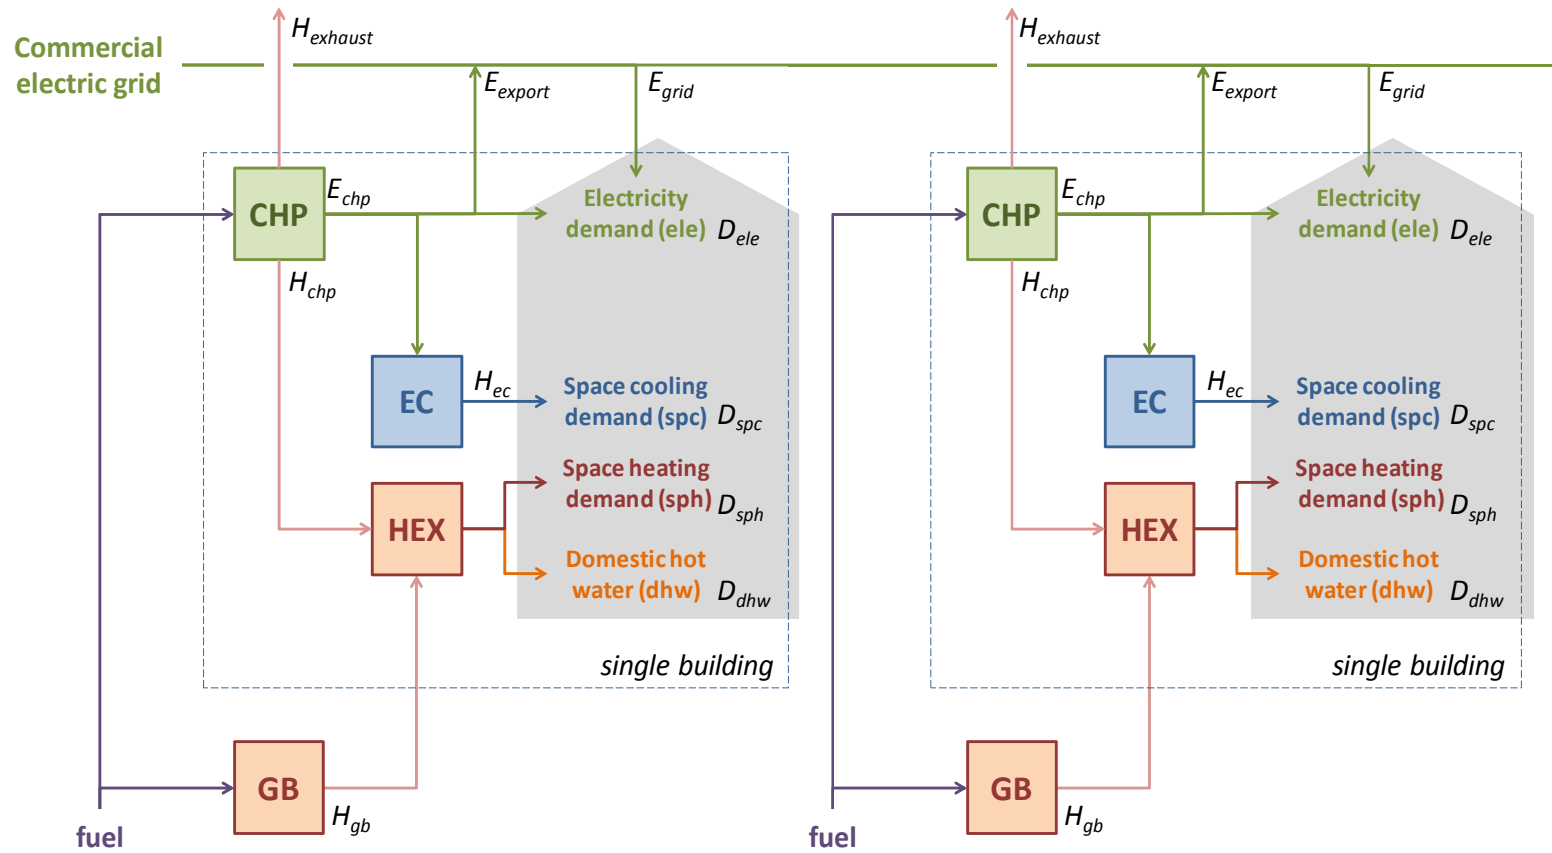 H_exhaust
Commercial
electric grid
E_export
E_grid
CHP
E_chp
Electricity
demand (ele)
D_ele
H_chp
EC
H_ec
Space cooling
demand (spc)
D_spc
HEX
Space heating
demand (sph)
D_sph
Domestic hot
water (dhw)
D_dhw
single building
GB
H_gb
fuel
H_exhaust
E_export
E_grid
CHP
E_chp
Electricity
demand (ele)
D_ele
H_chp
EC
H_ec
Space cooling
demand (spc)
D_spc
HEX
Space heating
demand (sph)
D_sph
Domestic hot
water (dhw)
D_dhw
single building
GB
H_gb
fuel